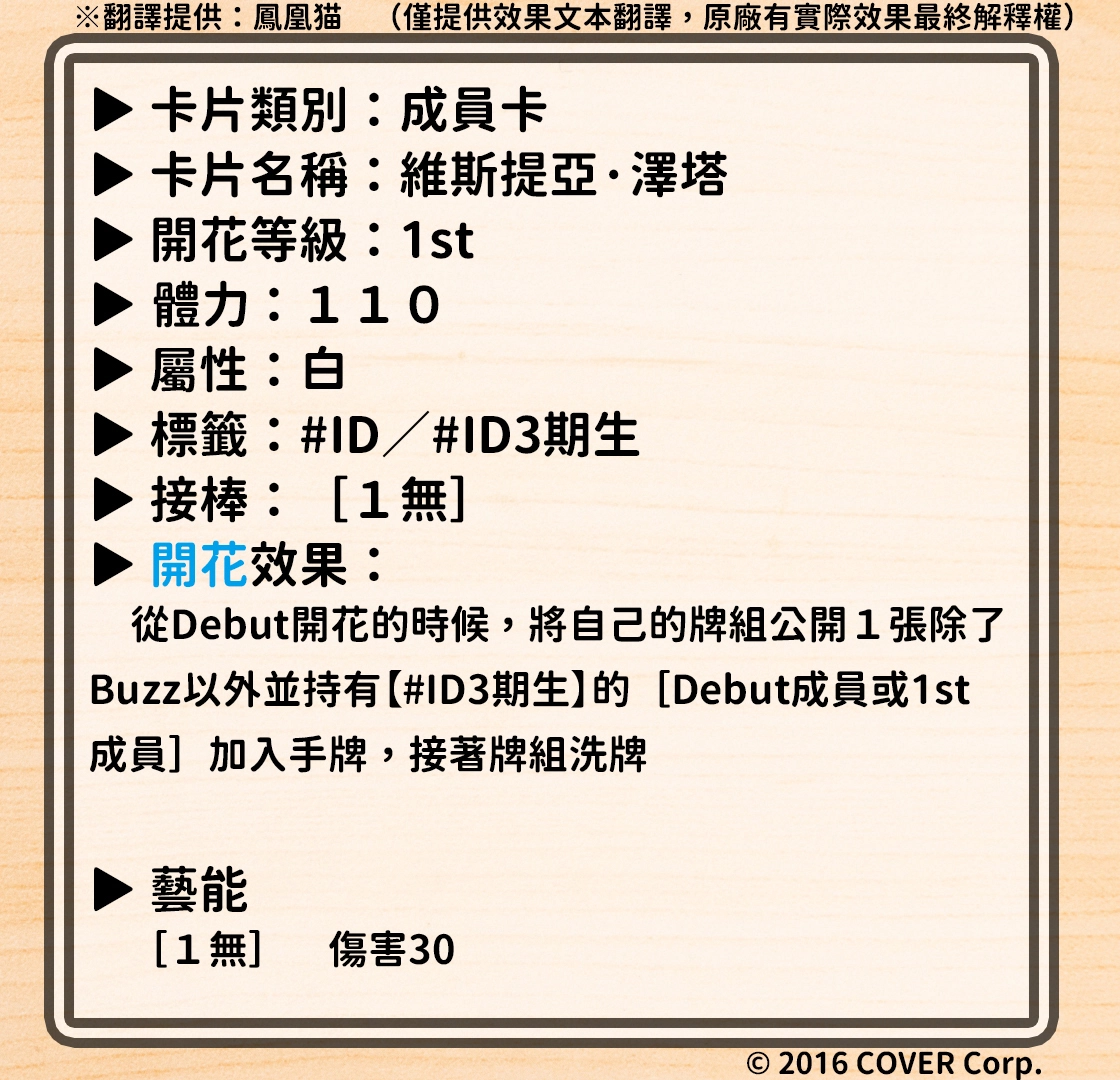 ※翻譯提供：鳳凰猫　（僅提供效果文本翻譯，原廠有實際效果最終解釋權）
▶ 卡片類別：成員卡
▶ 卡片名稱：維斯提亞·澤塔
▶ 開花等級：1st
▶ 體力：１１０
▶ 屬性：白
▶ 標籤：#ID／#ID3期生
▶ 接棒：［１無］
▶ 開花效果：
從Debut開花的時候，將自己的牌組公開１張除了
Buzz以外並持有【#ID3期生】的［Debut成員或1st
成員］加入手牌，接著牌組洗牌
▶ 藝能
［１無］　傷害30
© 2016 COVER Corp.